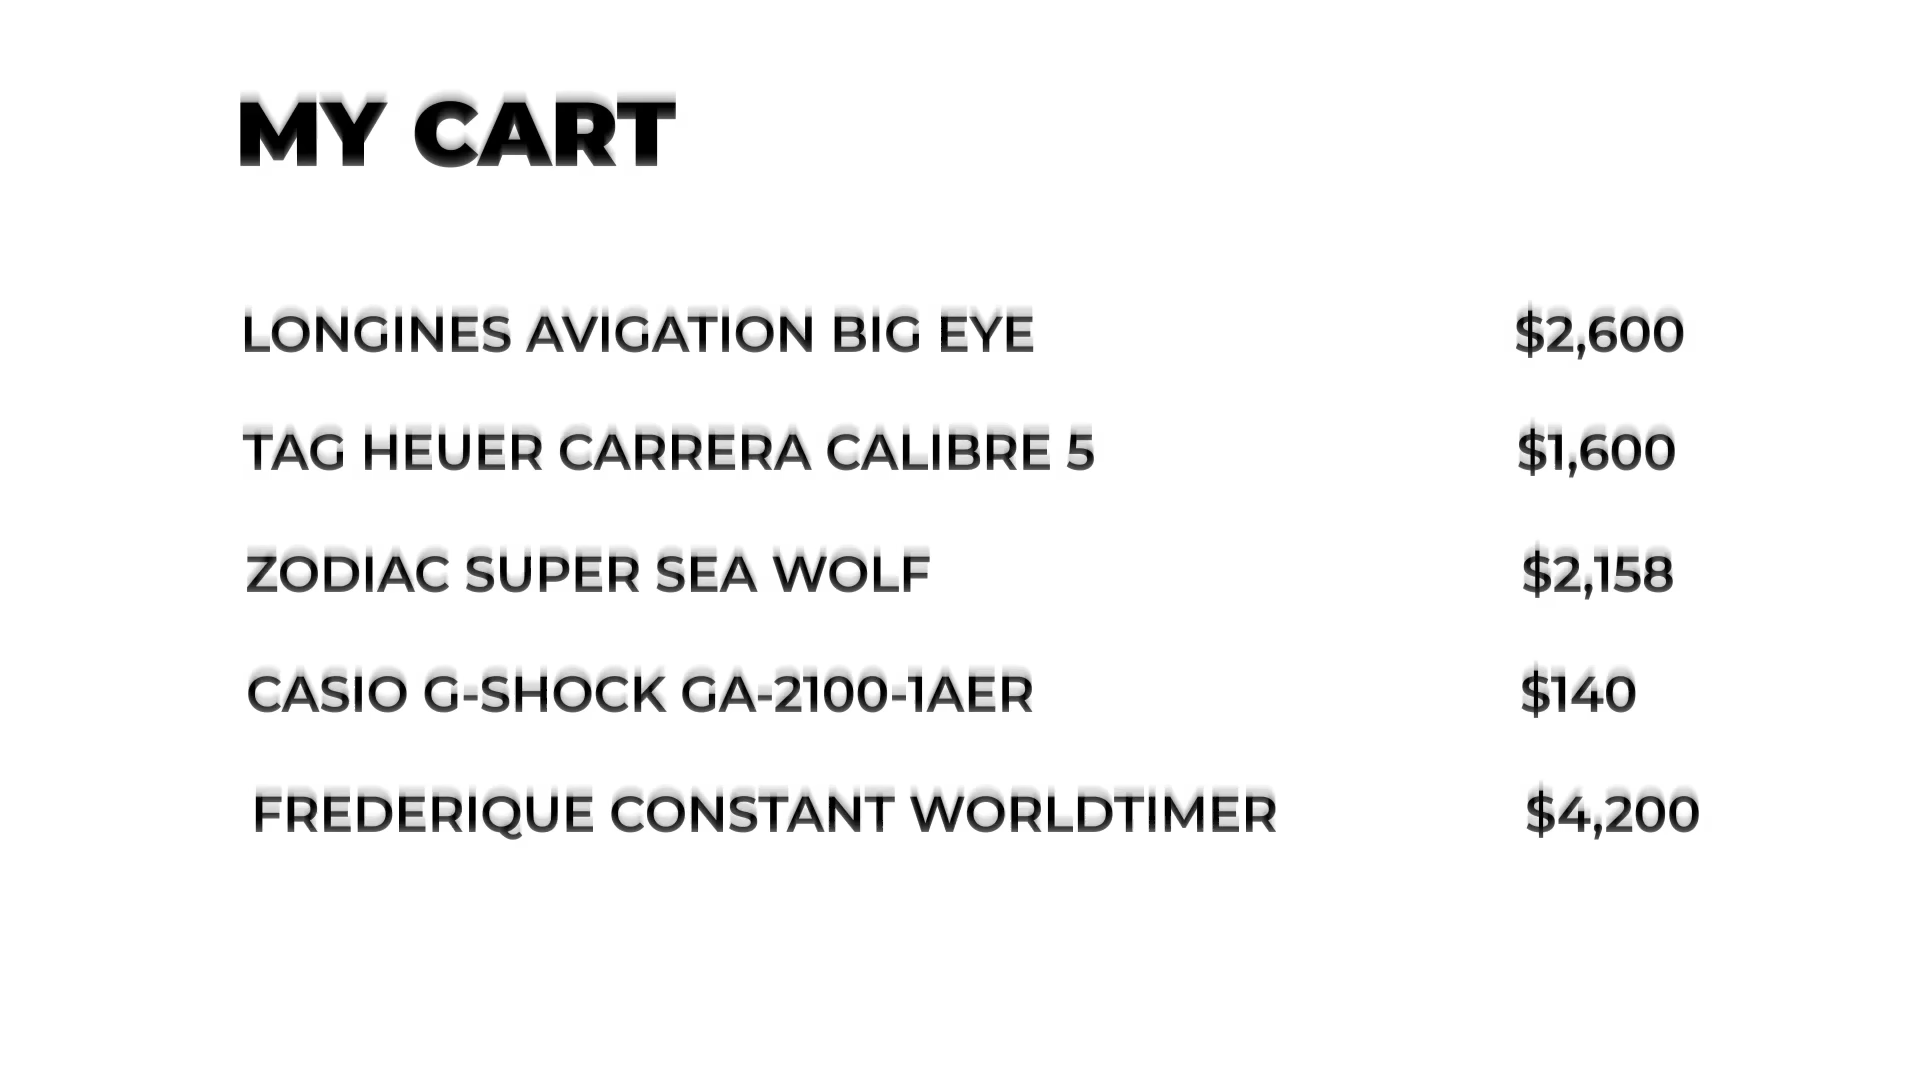 MY CART
LONGINES AVIGATION BIG EYE $2,600
TAG HEUER CARRERA CALIBRE 5 $1,600
ZODIAC SUPER SEA WOLF $2,158
CASIO G-SHOCK GA-2100-1AER $140
FREDERIQUE CONSTANT WORLDTIMER $4,200